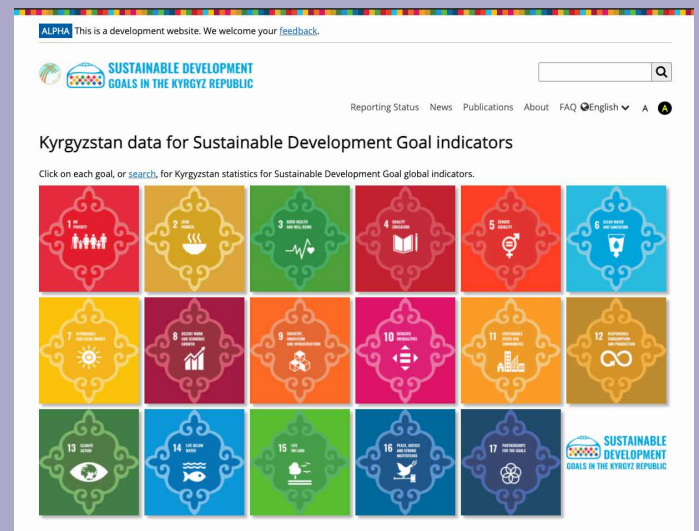 ALPHA This is a development website. We welcome your feedback.
SUSTAINABLE DEVELOPMENT
GOALS IN THE KYRGYZ REPUBLIC
Reporting Status News Publications About FAQ English A A
Kyrgyzstan data for Sustainable Development Goal indicators
Click on each goal, or search, for Kyrgyzstan statistics for Sustainable Development Goal global indicators.
1 NO
POVERTY
2 ZERO
HUNGER
3 GOOD HEALTH
AND WELL-BEING
4 QUALITY
EDUCATION
5 GENDER
EQUALITY
6 CLEAN WATER
AND SANITATION
7 AFFORDABLE
AND CLEAN ENERGY
8 DECENT WORK
AND ECONOMIC
GROWTH
9 INDUSTRY,
INNOVATION
AND INFRASTRUCTURE
10 REDUCED
INEQUALITIES
11 SUSTAINABLE
CITIES AND
COMMUNITIES
12 RESPONSIBLE
CONSUMPTION
AND PRODUCTION
13 CLIMATE
ACTION
14 LIFE BELOW
WATER
15 LIFE
ON LAND
16 PEACE, JUSTICE
AND STRONG
INSTITUTIONS
17 PARTNERSHIPS
FOR THE GOALS
SUSTAINABLE
DEVELOPMENT
GOALS IN THE KYRGYZ REPUBLIC